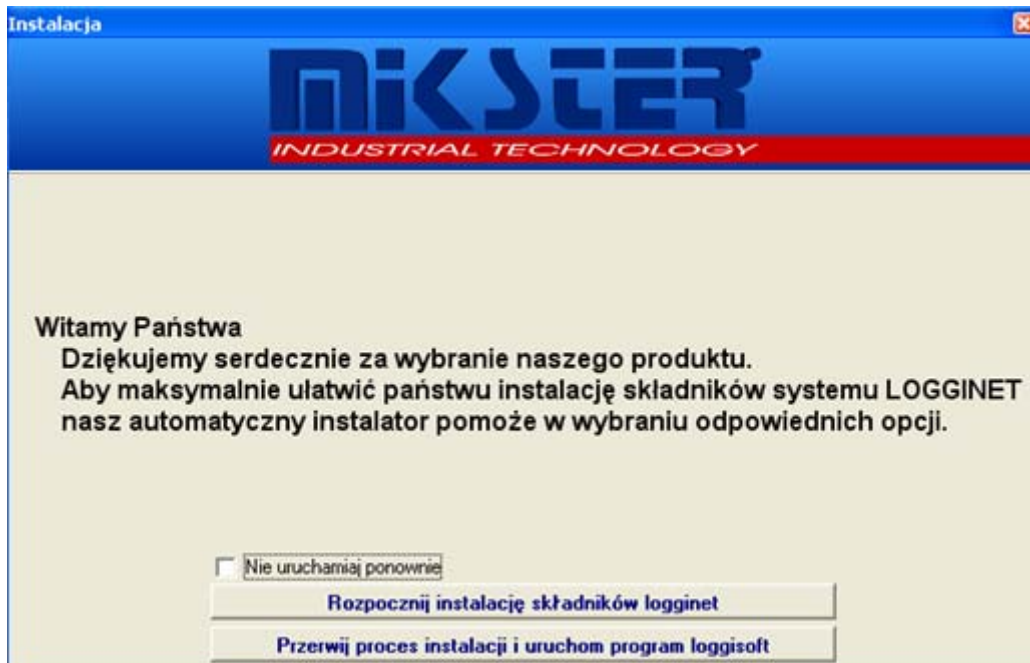 Instalacja
MIKSTER
INDUSTRIAL TECHNOLOGY
Witamy Państwa
Dziękujemy serdecznie za wybranie naszego produktu.
Aby maksymalnie ułatwić państwu instalację składników systemu LOGGINET
nasz automatyczny instalator pomoże w wybraniu odpowiednich opcji.
Nie uruchamiaj ponownie
Rozpocznij instalację składników logginet
Przerwij proces instalacji i uruchom program loggisoft